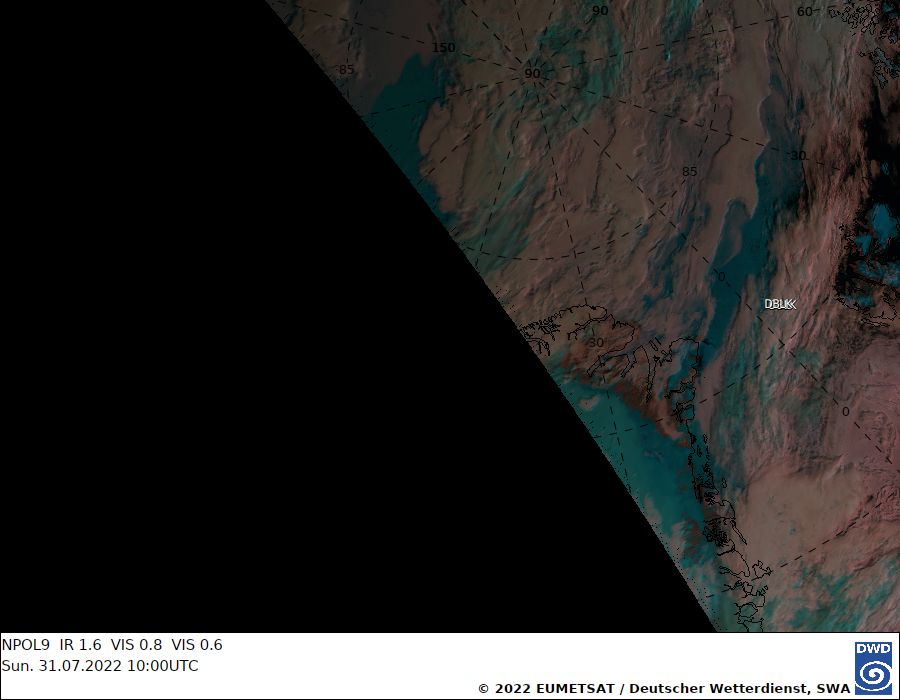 90
60
150
85
90
30
85
0
DBLKK
30
0
NPOL9 IR 1.6 VIS 0.8 VIS 0.6
Sun. 31.07.2022 10:00UTC
DWD
© 2022 EUMETSAT / Deutscher Wetterdienst, SWA